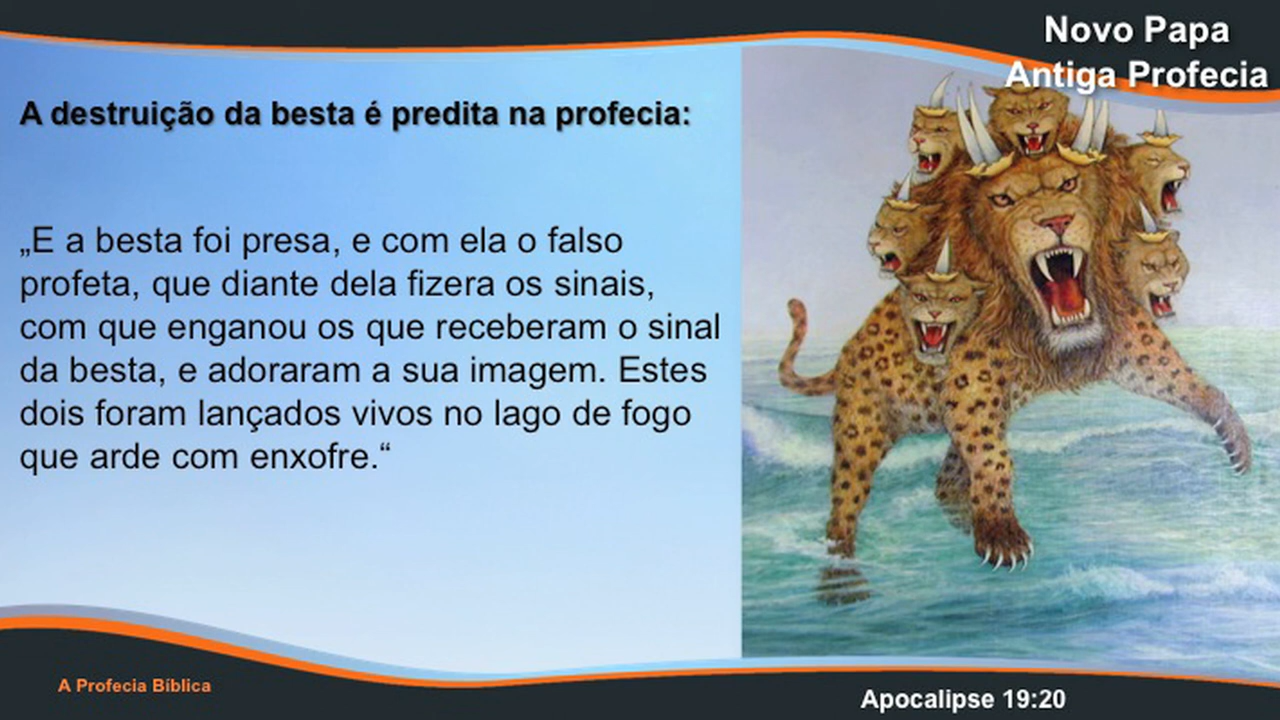 Novo Papa
Antiga Profecia
A destruição da besta é predita na profecia:
„E a besta foi presa, e com ela o falso
profeta, que diante dela fizera os sinais,
com que enganou os que receberam o sinal
da besta, e adoraram a sua imagem. Estes
dois foram lançados vivos no lago de fogo
que arde com enxofre.“
A Profecia Bíblica
Apocalipse 19:20